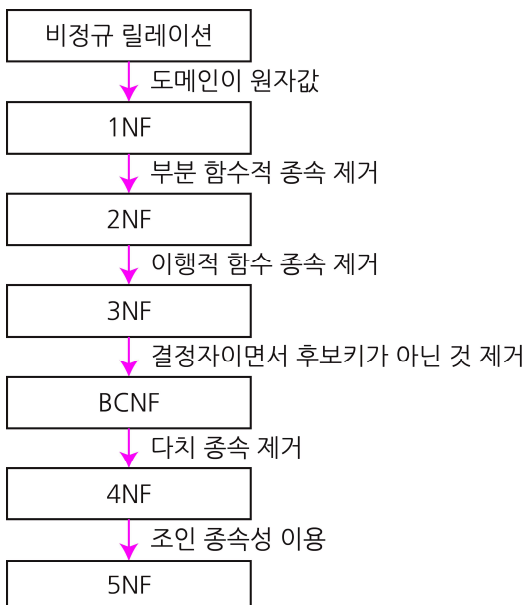 비정규 릴레이션
도메인이 원자값
1NF
부분 함수적 종속 제거
2NF
이행적 함수 종속 제거
3NF
결정자이면서 후보키가 아닌 것 제거
BCNF
다치 종속 제거
4NF
조인 종속성 이용
5NF